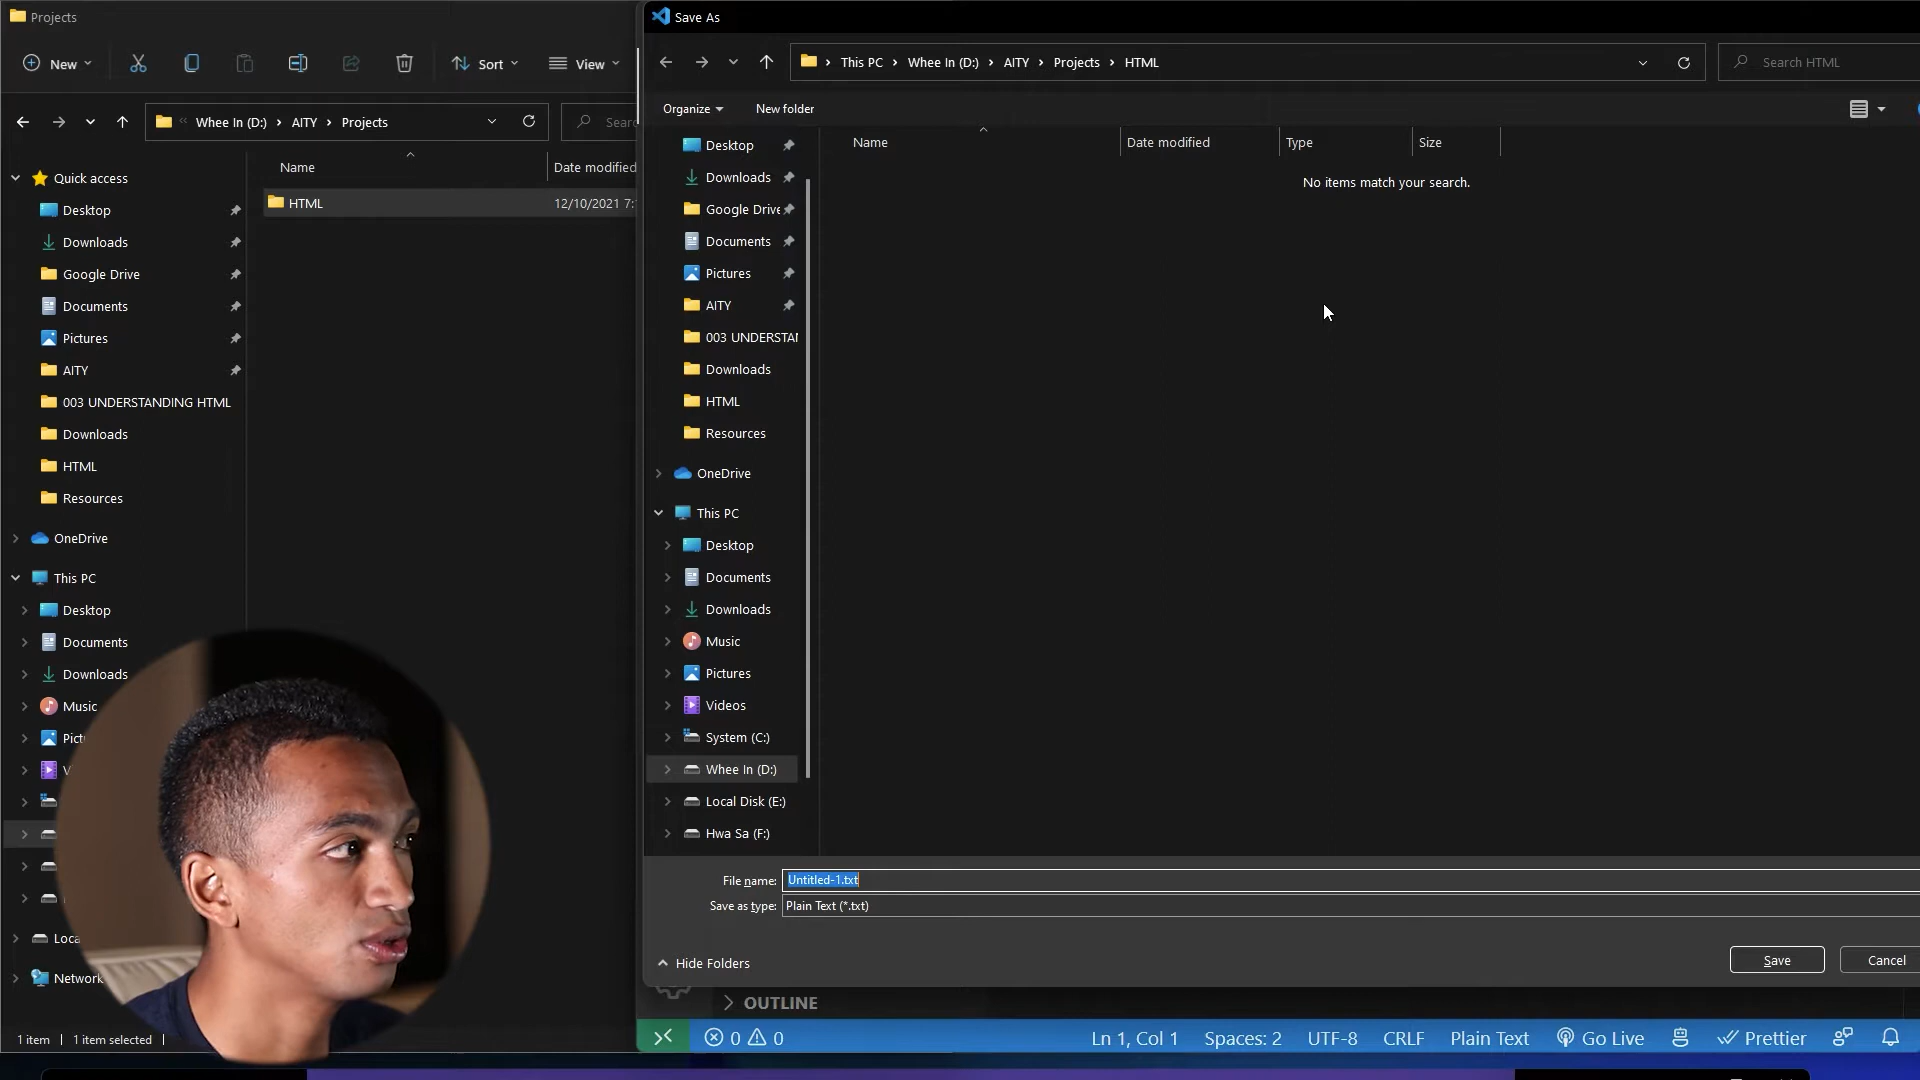 Projects
New
Sort
View
Whee In (D:) › AITY › Projects
Name
Date modified
HTML
12/10/2021 7:
Quick access
Desktop
Downloads
Google Drive
Documents
Pictures
AITY
003 UNDERSTANDING HTML
Downloads
HTML
Resources
OneDrive
This PC
Desktop
Documents
Downloads
Music
Network
1 item
1 item selected
Save As
This PC › Whee In (D:) › AITY › Projects › HTML
Search HTML
Organize
New folder
Name
Date modified
Type
Size
No items match your search.
Desktop
Downloads
Google Drive
Documents
Pictures
AITY
003 UNDERSTAN
Downloads
HTML
Resources
OneDrive
This PC
Desktop
Documents
Downloads
Music
Pictures
Videos
System (C:)
Whee In (D:)
Local Disk (E:)
Hwa Sa (F:)
File name: Untitled-1.txt
Save as type: Plain Text (*.txt)
Hide Folders
Save
Cancel
OUTLINE
0 0 Ln 1, Col 1 Spaces: 2 UTF-8 CRLF Plain Text Go Live Prettier